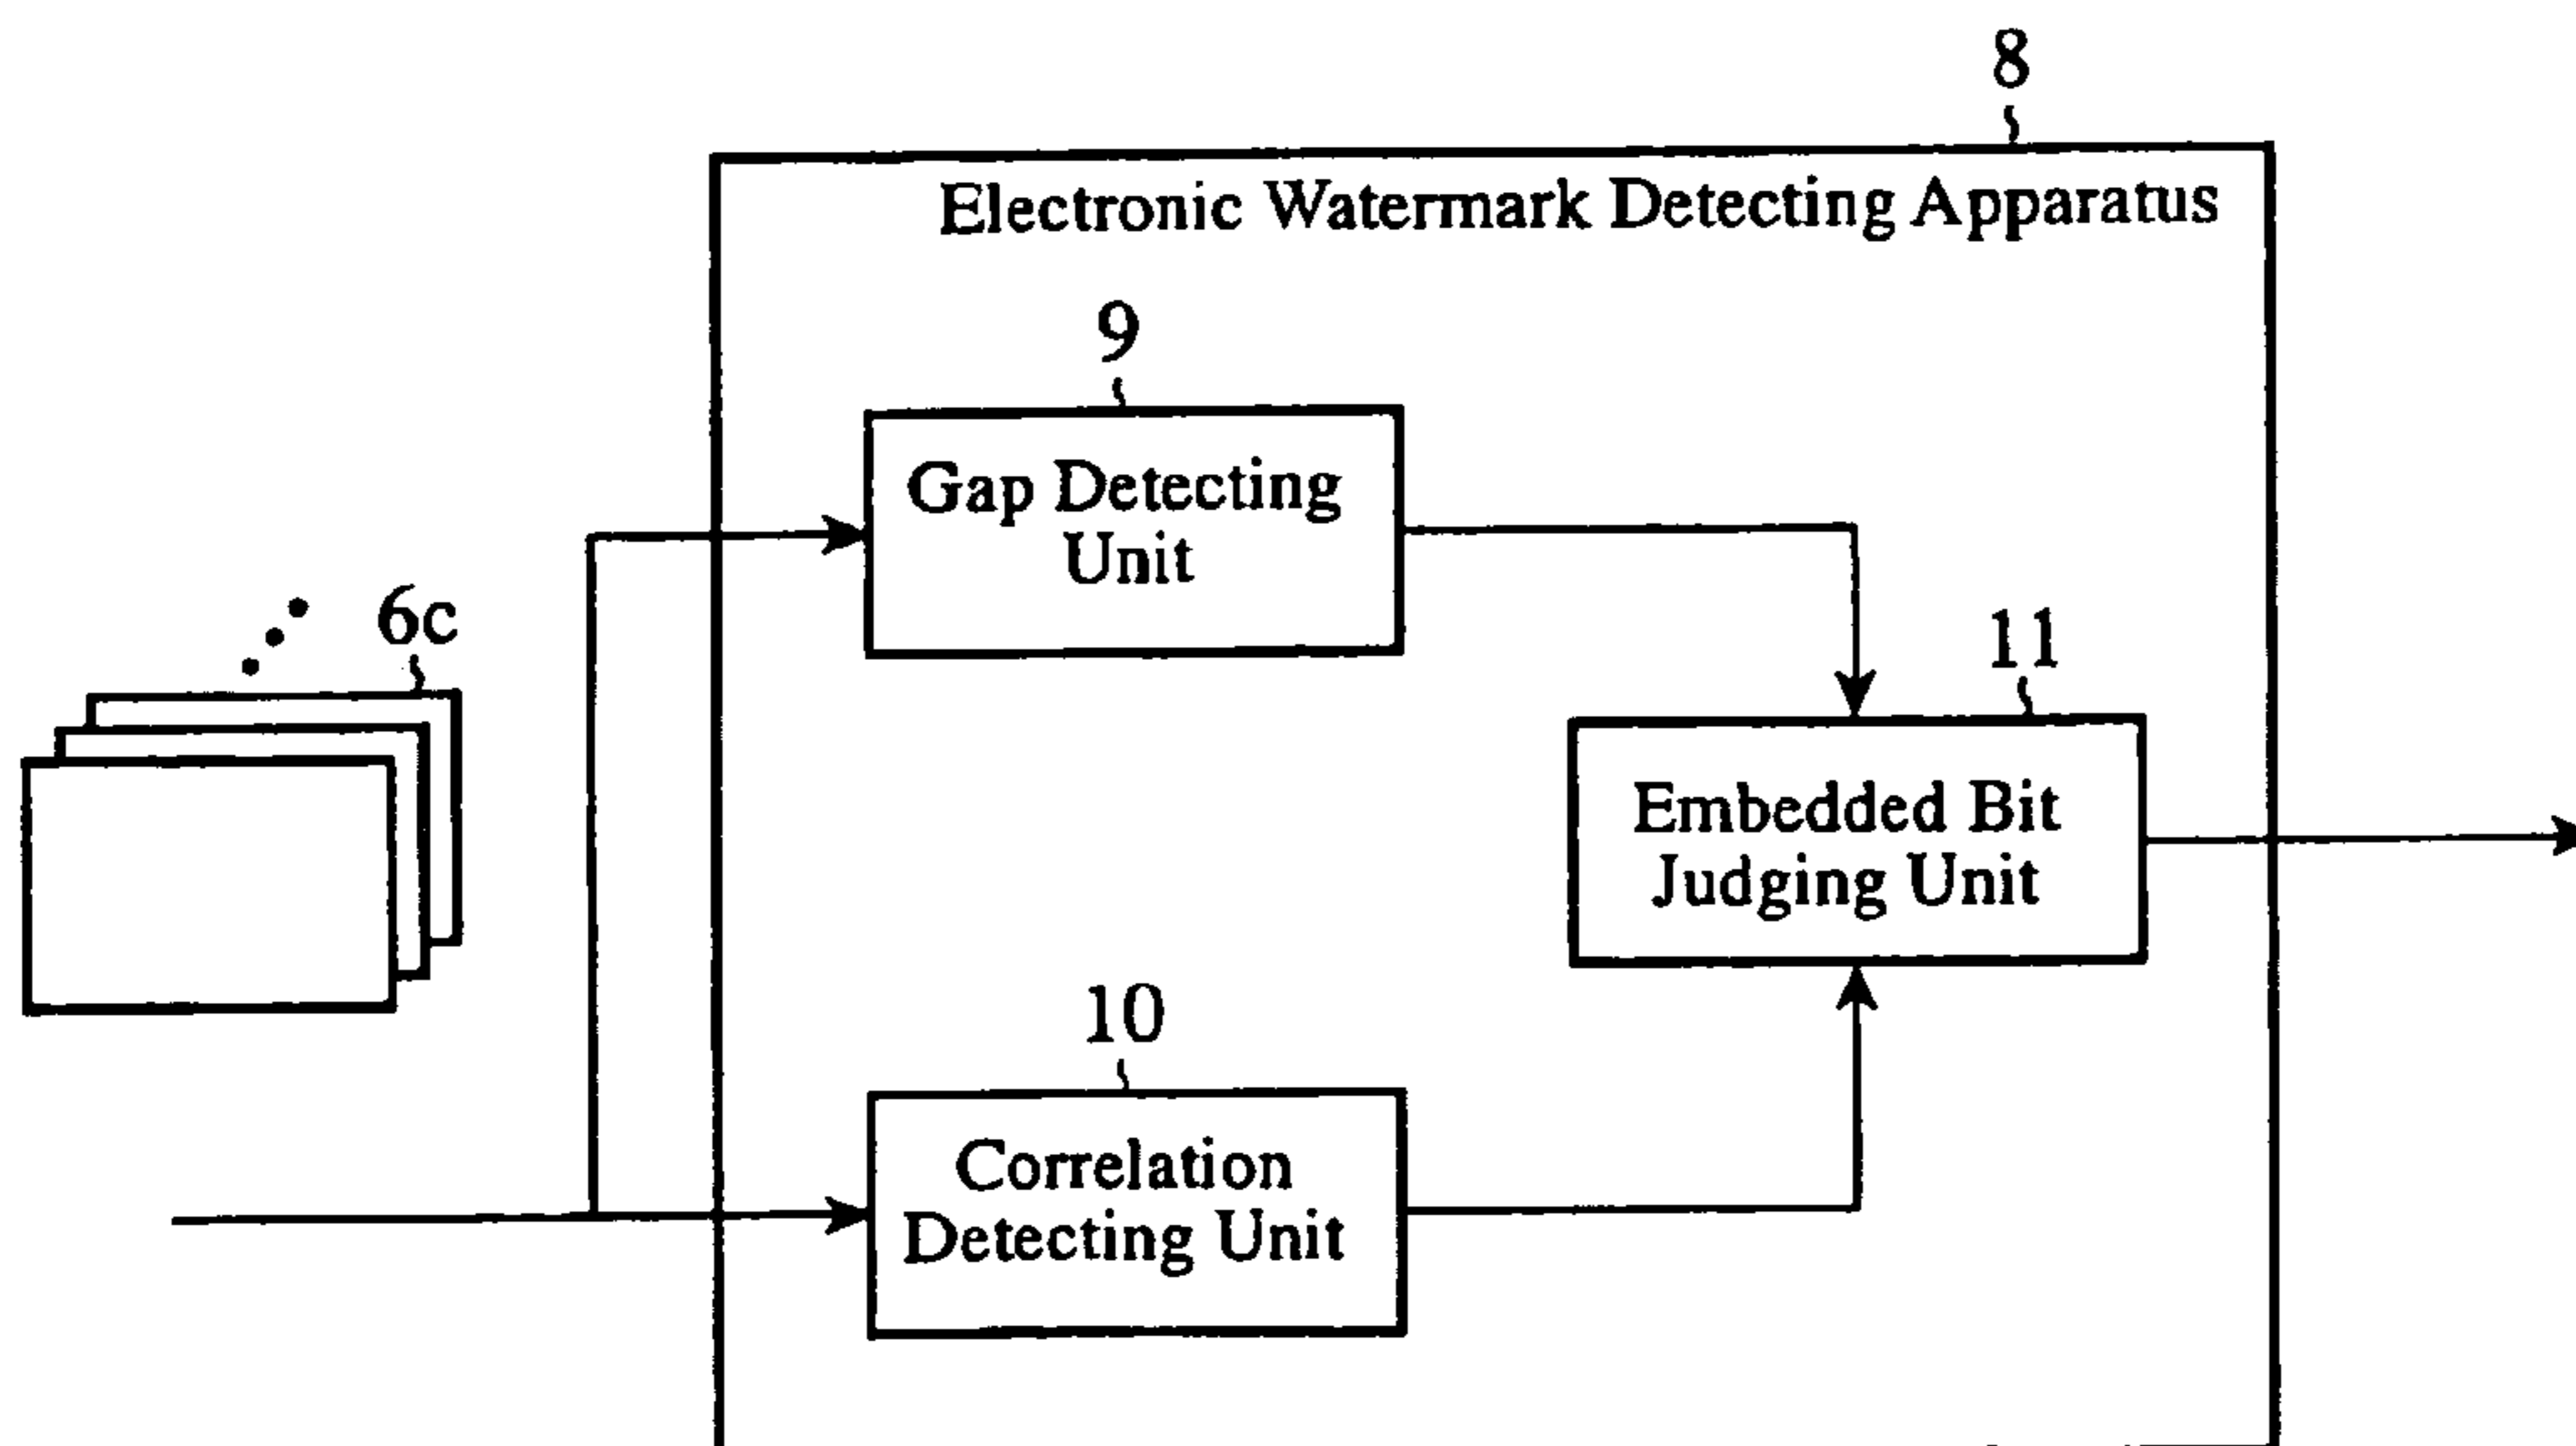 8
Electronic Watermark Detecting Apparatus
9
Gap Detecting
Unit
6c
11
Embedded Bit
Judging Unit
10
Correlation
Detecting Unit